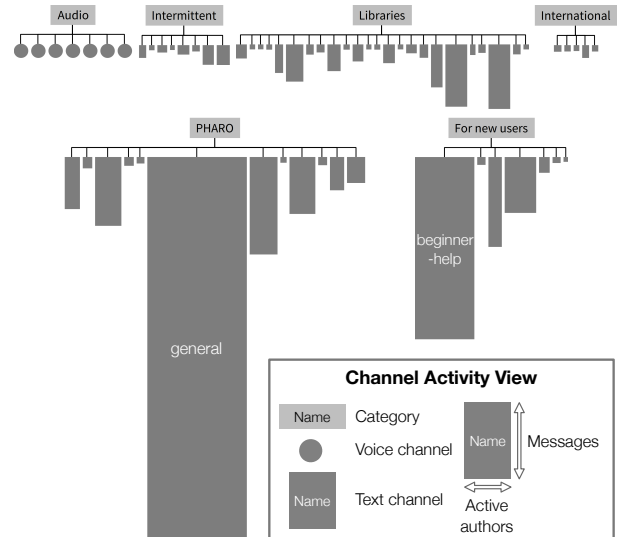 Audio
Intermittent
Libraries
International
PHARO
For new users
beginner
-help
general
Channel Activity View
Name
Category
Voice channel
Name
Text channel
Name
Messages
Active
authors